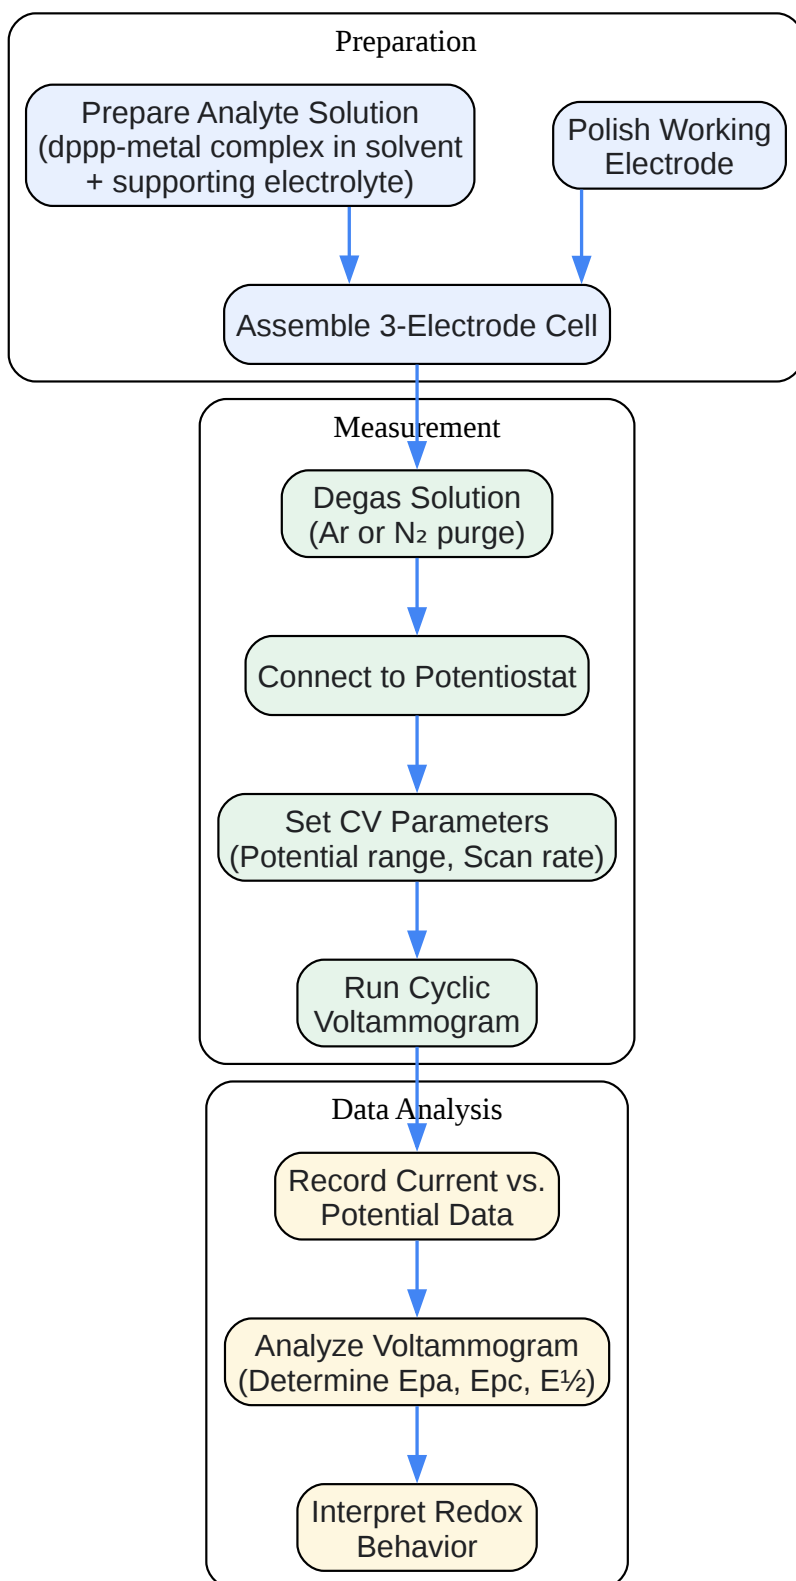 Preparation
Prepare Analyte Solution
(dppp-metal complex in solvent
+ supporting electrolyte)
Polish Working
Electrode
Assemble 3-Electrode Cell
Measurement
Degas Solution
(Ar or N₂ purge)
Connect to Potentiostat
Set CV Parameters
(Potential range, Scan rate)
Run Cyclic
Voltammogram
Data Analysis
Record Current vs.
Potential Data
Analyze Voltammogram
(Determine Epa, Epc, E½)
Interpret Redox
Behavior